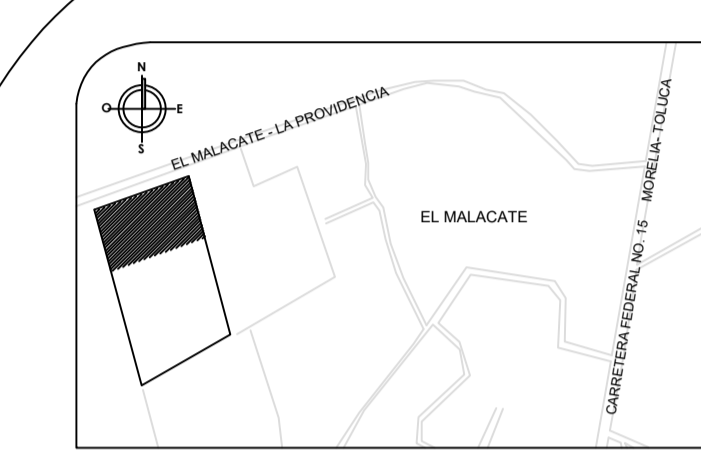 N
O E
S
EL MALACATE - LA PROVIDENCIA
EL MALACATE
CARRETERA FEDERAL NO. 15 MORELIA- TOLUCA